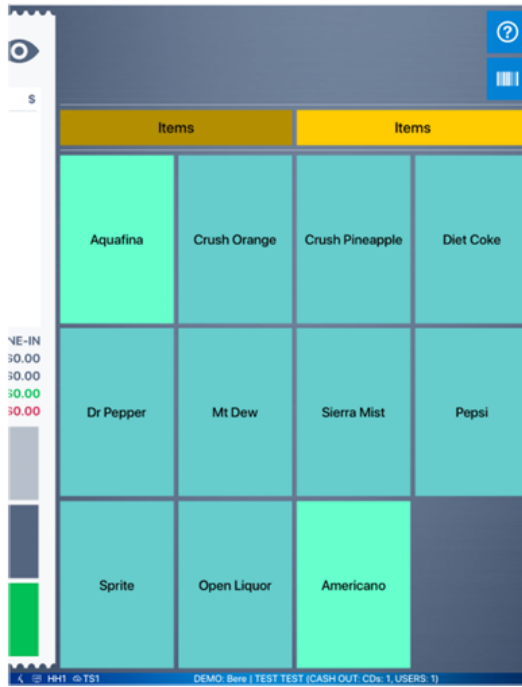 ?
S
Items Items
Aquafina Crush Orange Crush Pineapple Diet Coke
NE-IN
$0.00
$0.00
$0.00
$0.00
Dr Pepper Mt Dew Sierra Mist Pepsi
Sprite Open Liquor Americano
HH1 TS1 DEMO: Bere | TEST TEST (CASH OUT: CDs: 1, USERS: 1)